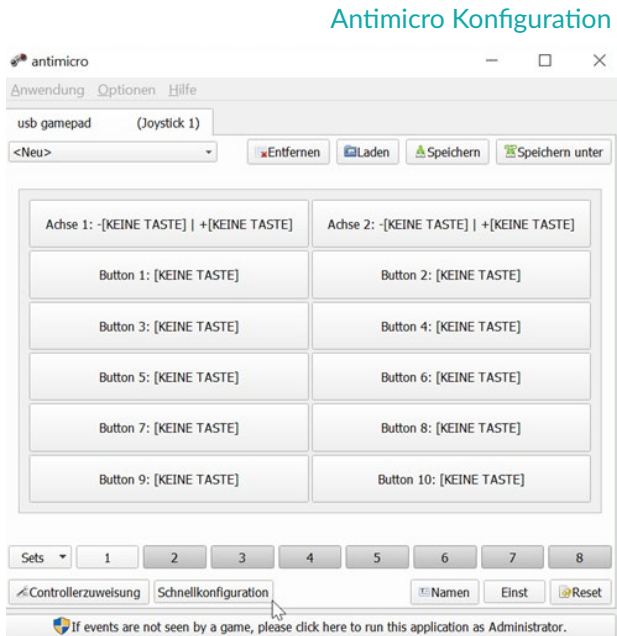 Antimicro Konfiguration
antimicro
Anwendung Optionen Hilfe
usb gamepad (Joystick 1)
<Neu> Entfernen Laden Speichern Speichern unter
Achse 1: -[KEINE TASTE] | +[KEINE TASTE] Achse 2: -[KEINE TASTE] | +[KEINE TASTE]
Button 1: [KEINE TASTE] Button 2: [KEINE TASTE]
Button 3: [KEINE TASTE] Button 4: [KEINE TASTE]
Button 5: [KEINE TASTE] Button 6: [KEINE TASTE]
Button 7: [KEINE TASTE] Button 8: [KEINE TASTE]
Button 9: [KEINE TASTE] Button 10: [KEINE TASTE]
Sets 1 2 3 4 5 6 7 8
Controllerzuweisung Schnellkonfiguration Namen Einst Reset
If events are not seen by a game, please click here to run this application as Administrator.